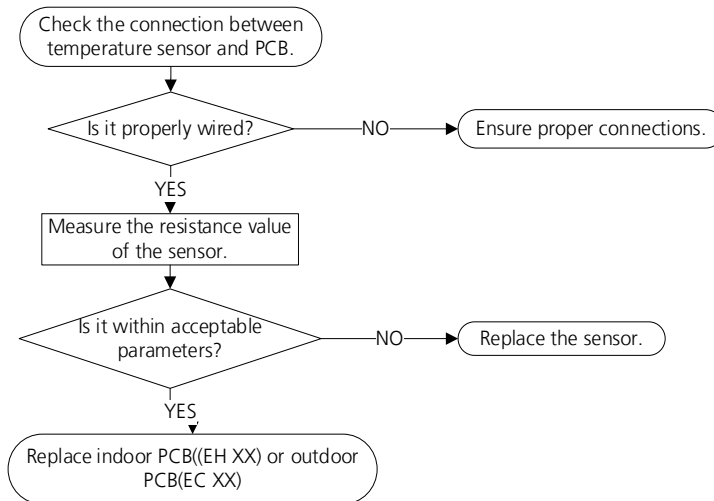 Check the connection between
temperature sensor and PCB.
Is it properly wired?
NO
Ensure proper connections.
YES
Measure the resistance value
of the sensor.
Is it within acceptable
parameters?
NO
Replace the sensor.
YES
Replace indoor PCB((EH XX) or outdoor
PCB(EC XX)